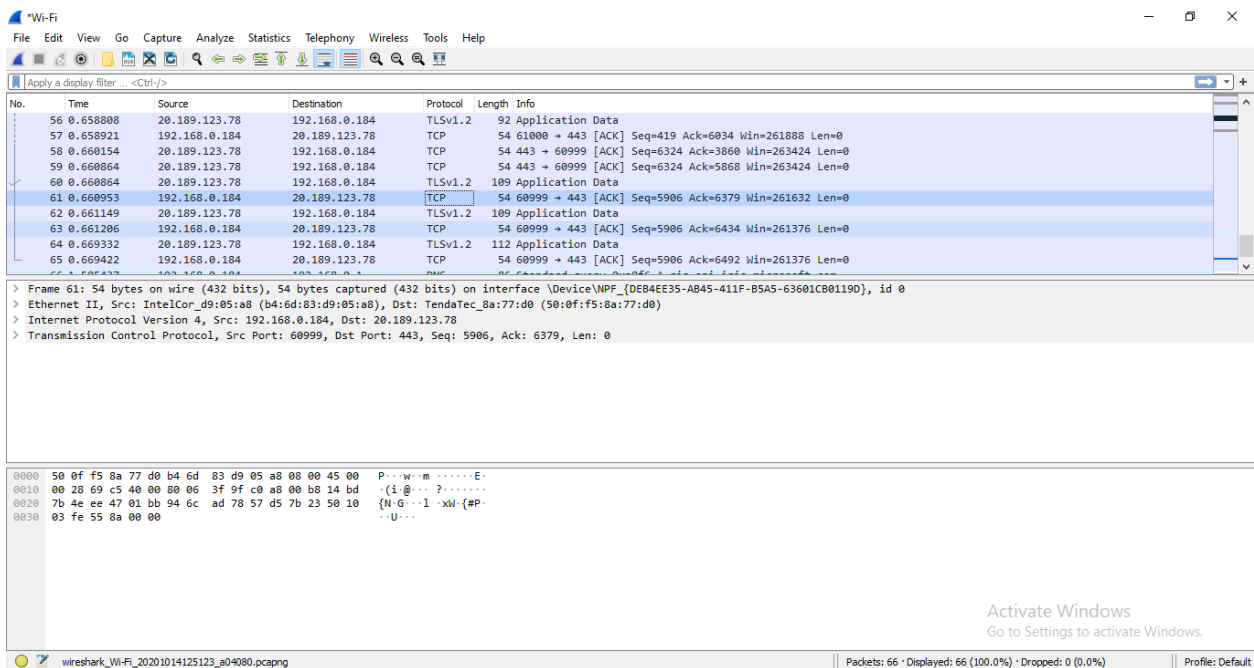 *Wi-Fi
File Edit View Go Capture Analyze Statistics Telephony Wireless Tools Help
Apply a display filter ... <Ctrl-/>
No. Time Source Destination Protocol Length Info
56 0.658808 20.189.123.78 192.168.0.184 TLSv1.2 92 Application Data
57 0.658921 192.168.0.184 20.189.123.78 TCP 54 61000 → 443 [ACK] Seq=419 Ack=6034 Win=261888 Len=0
58 0.660154 20.189.123.78 192.168.0.184 TCP 54 443 → 60999 [ACK] Seq=6324 Ack=3860 Win=263424 Len=0
59 0.660864 20.189.123.78 192.168.0.184 TCP 54 443 → 60999 [ACK] Seq=6324 Ack=5868 Win=263424 Len=0
60 0.660864 20.189.123.78 192.168.0.184 TLSv1.2 109 Application Data
61 0.660953 192.168.0.184 20.189.123.78 TCP 54 60999 → 443 [ACK] Seq=5906 Ack=6379 Win=261632 Len=0
62 0.661149 20.189.123.78 192.168.0.184 TLSv1.2 109 Application Data
63 0.661206 192.168.0.184 20.189.123.78 TCP 54 60999 → 443 [ACK] Seq=5906 Ack=6434 Win=261376 Len=0
64 0.669332 20.189.123.78 192.168.0.184 TLSv1.2 112 Application Data
65 0.669422 192.168.0.184 20.189.123.78 TCP 54 60999 → 443 [ACK] Seq=5906 Ack=6492 Win=261376 Len=0
> Frame 61: 54 bytes on wire (432 bits), 54 bytes captured (432 bits) on interface \Device\NPF_{DEB4EE35-AB45-411F-B5A5-63601CB0119D}, id 0
> Ethernet II, Src: IntelCor_d9:05:a8 (b4:6d:83:d9:05:a8), Dst: TendaTec_8a:77:d0 (50:0f:f5:8a:77:d0)
> Internet Protocol Version 4, Src: 192.168.0.184, Dst: 20.189.123.78
> Transmission Control Protocol, Src Port: 60999, Dst Port: 443, Seq: 5906, Ack: 6379, Len: 0
0000 50 0f f5 8a 77 d0 b4 6d 83 d9 05 a8 08 00 45 00 P···w··m ······E·
0010 00 28 69 c5 40 00 80 06 3f 9f c0 a8 00 b8 14 bd ·(i·@··· ?·······
0020 7b 4e ee 47 01 bb 94 6c ad 78 57 d5 7b 23 50 10 {N·G···l ·xW·{#P·
0030 03 fe 55 8a 00 00 ··U···
Activate Windows
Go to Settings to activate Windows.
wireshark_Wi-Fi_20201014125123_a04080.pcapng Packets: 66 · Displayed: 66 (100.0%) · Dropped: 0 (0.0%) Profile: Default